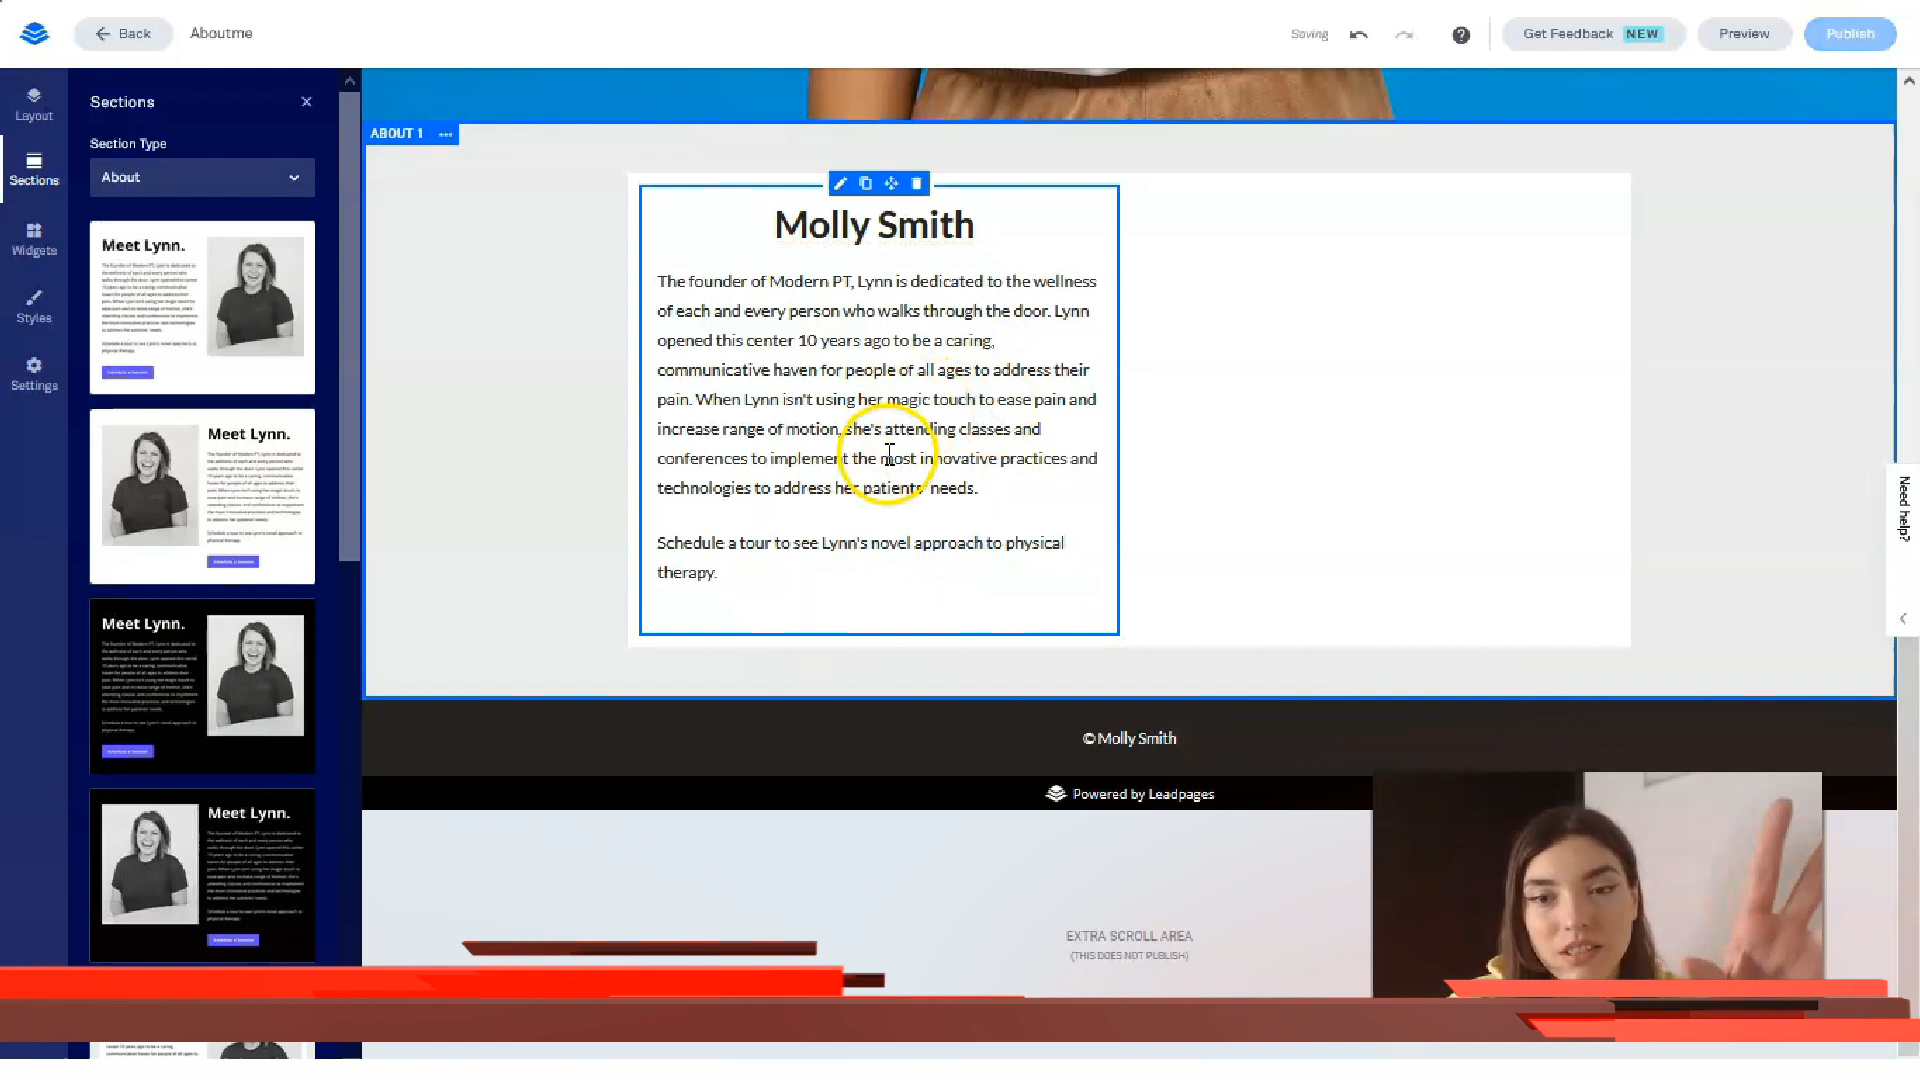 Back
Aboutme
Saving
Get Feedback NEW
Preview
Publish
Layout
Sections
Widgets
Styles
Settings
Sections
Section Type
About
Meet Lynn.
Meet Lynn.
Meet Lynn.
Meet Lynn.
ABOUT 1
Molly Smith
The founder of Modern PT, Lynn is dedicated to the wellness
of each and every person who walks through the door. Lynn
opened this center 10 years ago to be a caring,
communicative haven for people of all ages to address their
pain. When Lynn isn't using her magic touch to ease pain and
increase range of motion, she's attending classes and
conferences to implement the most innovative practices and
technologies to address her patients' needs.
Schedule a tour to see Lynn's novel approach to physical
therapy.
© Molly Smith
Powered by Leadpages
EXTRA SCROLL AREA
(THIS DOES NOT PUBLISH)
Need help?